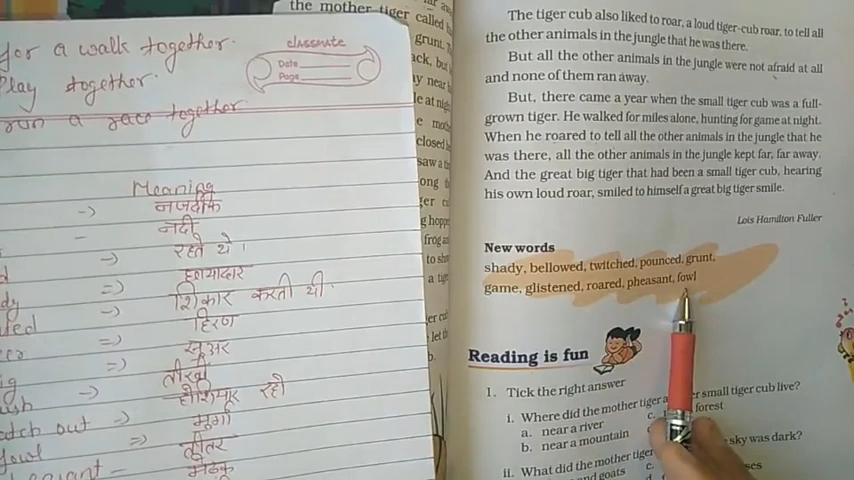 for a walk together.
Play together.
run a race together
classmate
Date
Page
Meaning
-> नजदीक
- नदी
-> रहते थे ।
=> छायादार
-> शिकार करती थी
-> हिरण
=> सूअर
=> तीखी
-> होशियार रहो
watch out -> मुर्गा
fowl => तीतर
pheasant - मेढक
the mother tiger called
grunt.
The tiger cub also liked to roar, a loud tiger-cub roar, to tell all
the other animals in the jungle that he was there.
But all the other animals in the jungle were not afraid at all
and none of them ran away.
But, there came a year when the small tiger cub was a full-
grown tiger. He walked for miles alone, hunting for game at night.
When he roared to tell all the other animals in the jungle that he
was there, all the other animals in the jungle kept far, far away.
And the great big tiger that had been a small tiger cub, hearing
his own loud roar, smiled to himself a great big tiger smile.
Lois Hamilton Fuller
New words
shady, bellowed, twitched, pounced, grunt,
game, glistened, roared, pheasant, fowl
Reading is fun
1. Tick the right answer
i. Where did the mother tiger a small tiger cub live?
a. near a river c. forest
b. near a mountain
sky was dark?
ii. What did the mother tiger
and goats c.